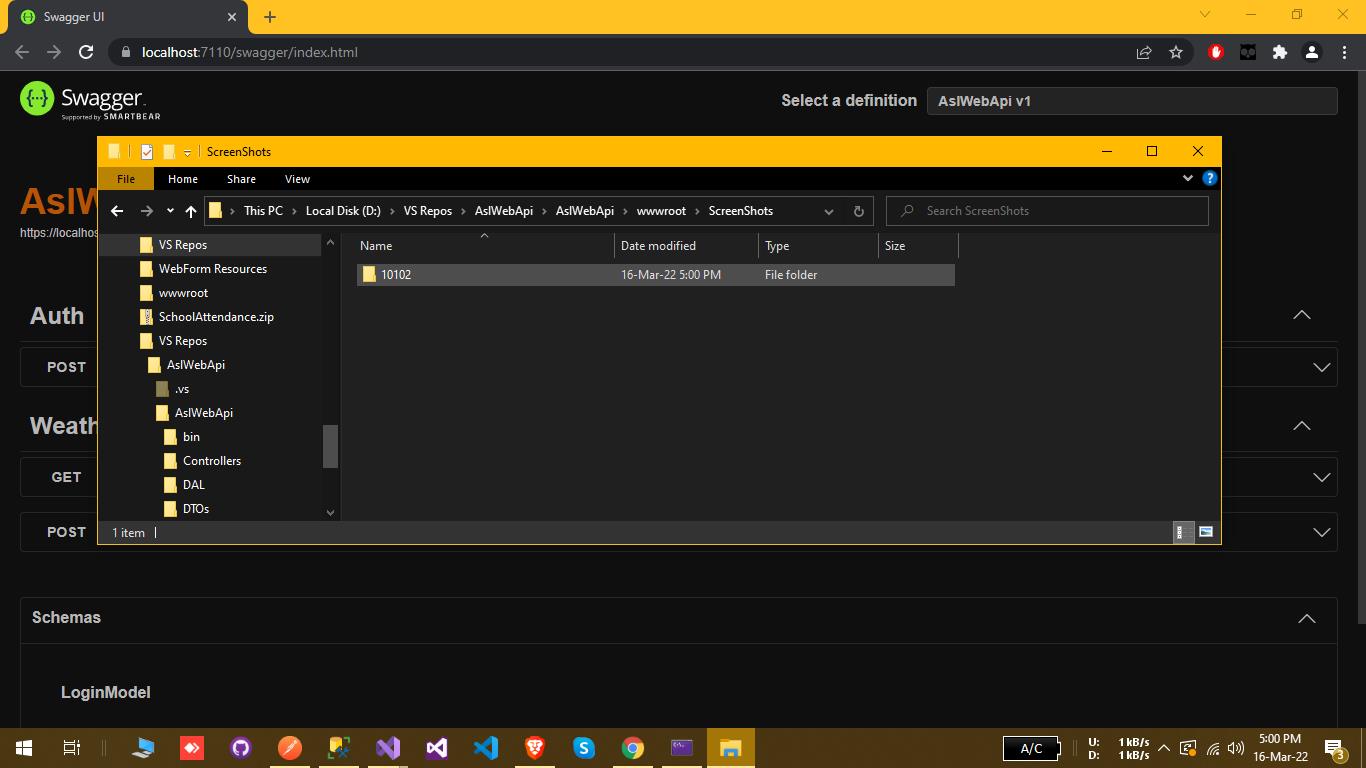 Swagger UI
localhost:7110/swagger/index.html
Swagger
Supported by SMARTBEAR
Select a definition
AslWebApi v1
ScreenShots
File
Home
Share
View
This PC
Local Disk (D:)
VS Repos
AslWebApi
AslWebApi
wwwroot
ScreenShots
Search ScreenShots
AslW
https://localhos
VS Repos
WebForm Resources
wwwroot
SchoolAttendance.zip
VS Repos
AslWebApi
.vs
AslWebApi
bin
Controllers
DAL
DTOs
Name
Date modified
Type
Size
10102
16-Mar-22 5:00 PM
File folder
1 item
Auth
POST
Weath
GET
POST
Schemas
LoginModel
A/C
U: 1 kB/s
D: 1 kB/s
5:00 PM
16-Mar-22
3